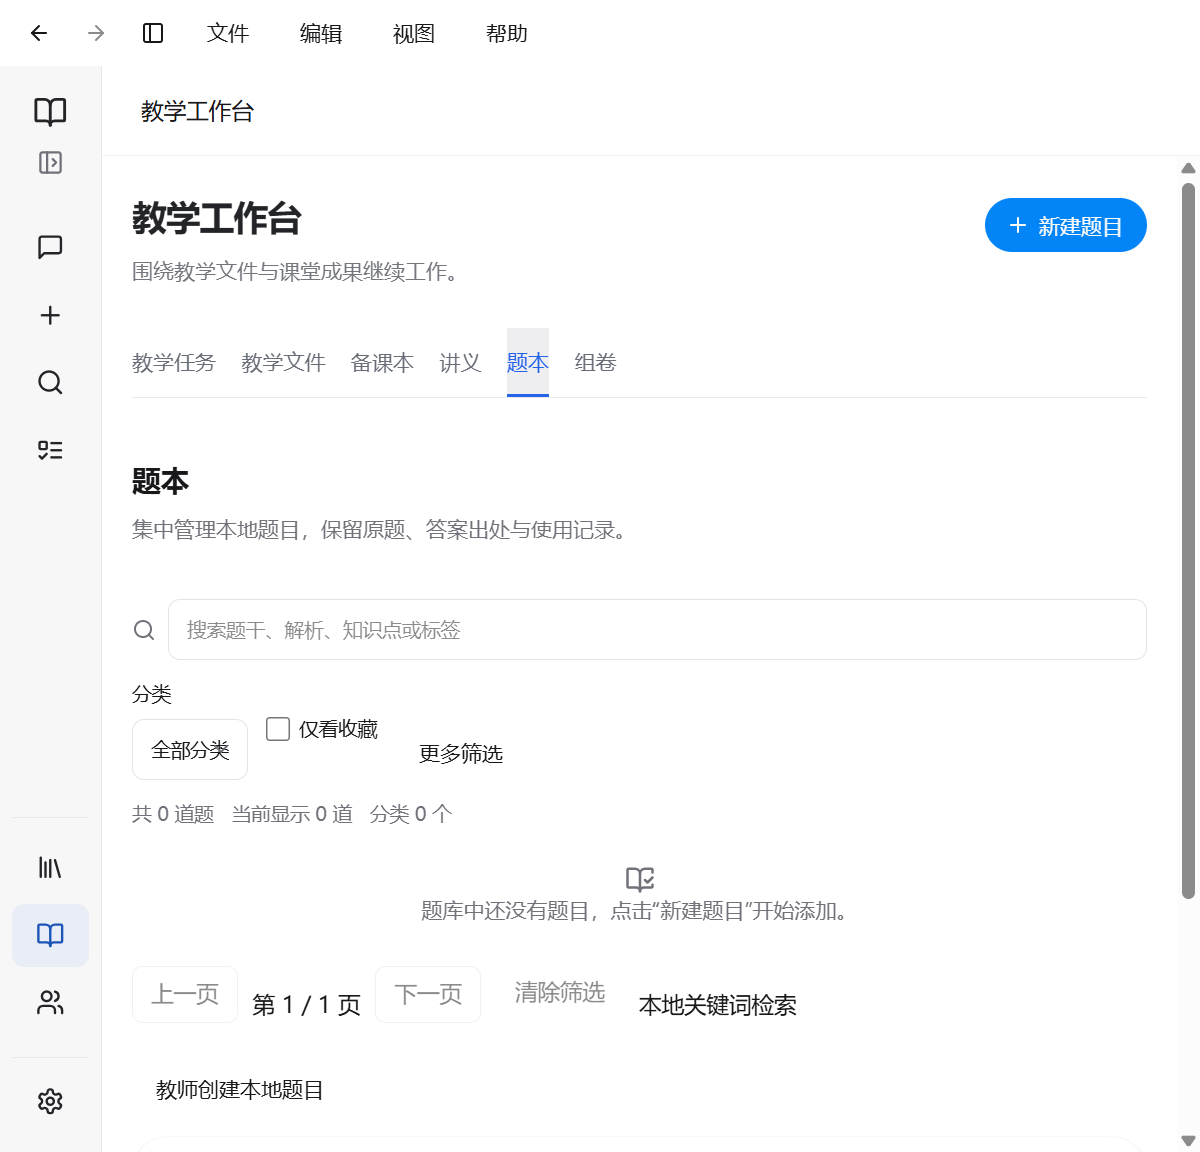 文件 编辑 视图 帮助
教学工作台
教学工作台
新建题目
围绕教学文件与课堂成果继续工作。
教学任务 教学文件 备课本 讲义 题本 组卷
题本
集中管理本地题目，保留原题、答案出处与使用记录。
搜索题干、解析、知识点或标签
分类
全部分类 仅看收藏 更多筛选
共 0 道题 当前显示 0 道 分类 0 个
题库中还没有题目，点击“新建题目”开始添加。
上一页 第 1 / 1 页 下一页 清除筛选 本地关键词检索
教师创建本地题目